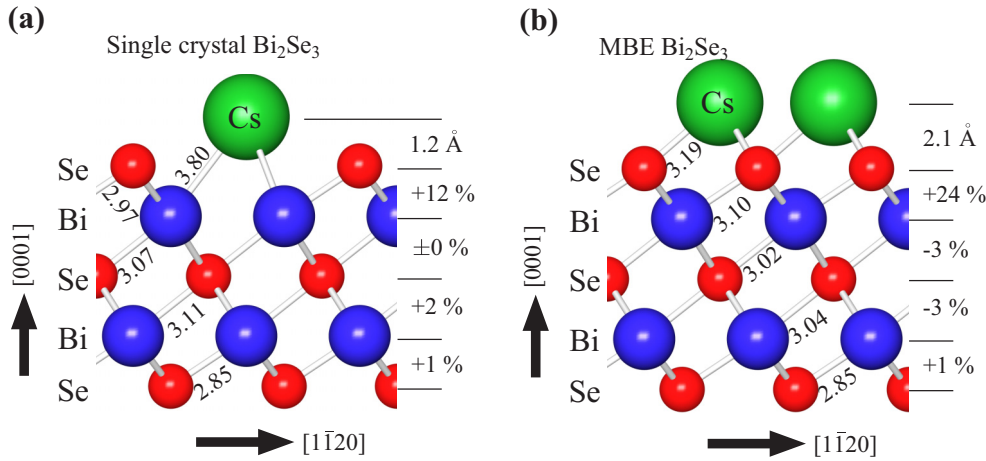 (a)
Single crystal Bi₂Se₃
Cs
1.2 Å
Se
3.80
+12 %
2.97
Bi
±0 %
Se
3.07
+2 %
3.11
Bi
+1 %
Se
2.85
[0001]
[11̄20]
(b)
MBE Bi₂Se₃
Cs
2.1 Å
Se
3.19
+24 %
Bi
3.10
-3 %
Se
3.02
-3 %
Bi
3.04
+1 %
Se
2.85
[0001]
[11̄20]